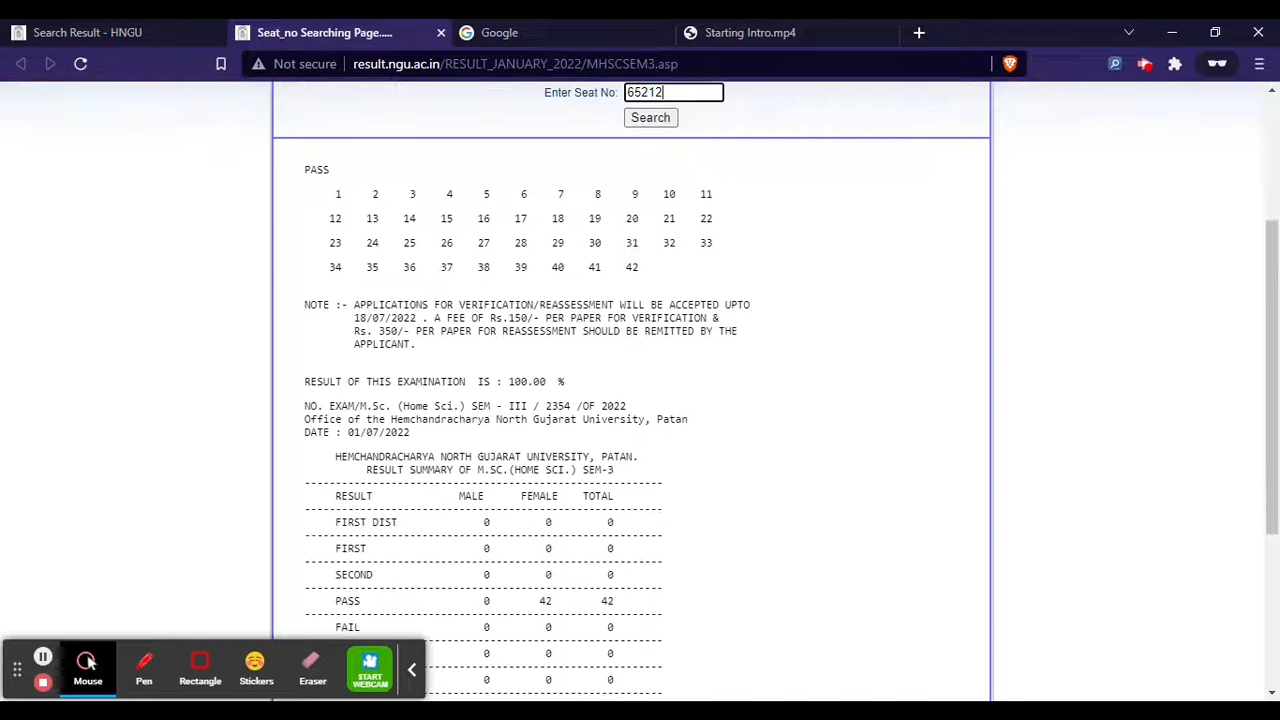 Search Result - HNGU
Seat_no Searching Page.....
Google
Starting Intro.mp4
Not secure
result.ngu.ac.in/RESULT_JANUARY_2022/MHSCSEM3.asp
Enter Seat No: 65212
Search
PASS
1 2 3 4 5 6 7 8 9 10 11
12 13 14 15 16 17 18 19 20 21 22
23 24 25 26 27 28 29 30 31 32 33
34 35 36 37 38 39 40 41 42
NOTE :- APPLICATIONS FOR VERIFICATION/REASSESSMENT WILL BE ACCEPTED UPTO
18/07/2022 . A FEE OF Rs.150/- PER PAPER FOR VERIFICATION &
Rs. 350/- PER PAPER FOR REASSESSMENT SHOULD BE REMITTED BY THE
APPLICANT.
RESULT OF THIS EXAMINATION IS : 100.00 %
NO. EXAM/M.Sc. (Home Sci.) SEM - III / 2354 /OF 2022
Office of the Hemchandracharya North Gujarat University, Patan
DATE : 01/07/2022
HEMCHANDRACHARYA NORTH GUJARAT UNIVERSITY, PATAN.
RESULT SUMMARY OF M.SC.(HOME SCI.) SEM-3
RESULT MALE FEMALE TOTAL
FIRST DIST 0 0 0
FIRST 0 0 0
SECOND 0 0 0
PASS 0 42 42
FAIL 0 0 0
0 0 0
0 0 0
Mouse
Pen
Rectangle
Stickers
Eraser
START
WEBCAM